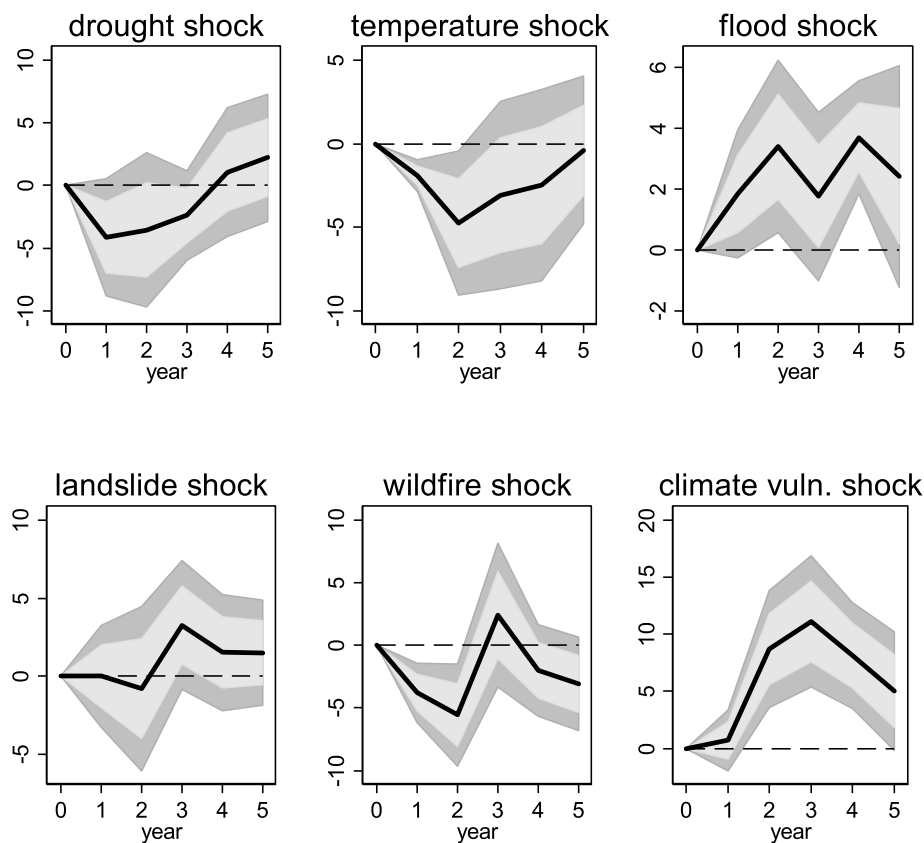 drought shock
10
5
0
-5
-10
0 1 2 3 4 5
year
temperature shock
5
0
-5
-10
0 1 2 3 4 5
year
flood shock
6
4
2
0
-2
0 1 2 3 4 5
year
landslide shock
10
5
0
-5
0 1 2 3 4 5
year
wildfire shock
10
5
0
-5
-10
0 1 2 3 4 5
year
climate vuln. shock
20
15
10
5
0
0 1 2 3 4 5
year